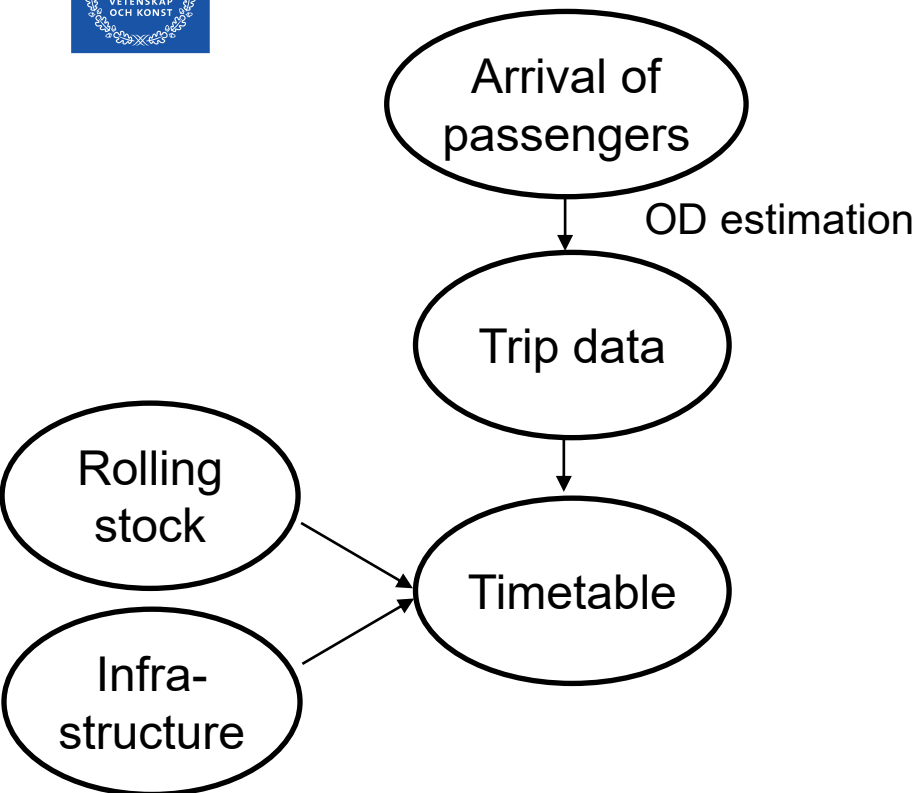 VETENSKAP
OCH KONST
Arrival of
passengers
OD estimation
Trip data
Rolling
stock
Timetable
Infra-
structure